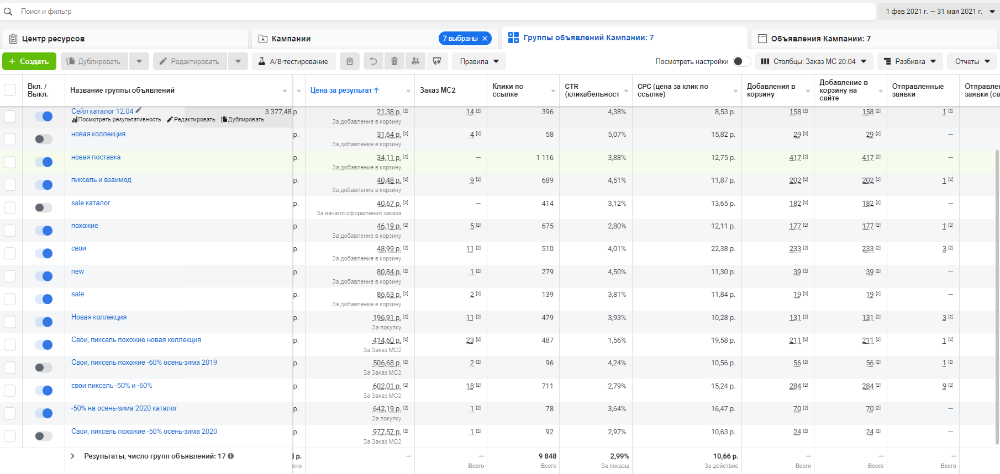 Поиск и фильтр
1 фев 2021 г. — 31 мая 2021 г.
Центр ресурсов
Кампании
7 выбраны ×
Группы объявлений Кампании: 7
Объявления Кампании: 7
+ Создать
Дублировать
Редактировать
A/B-тестирование
Правила
Посмотреть настройки
Столбцы: Заказ МС 20.04
Разбивка
Отчеты
Вкл. / Выкл.
Название группы объявлений
Цена за результат ↑
Заказ МС2
Клики по ссылке
CTR (кликабельност
CPC (цена за клик по ссылке)
Добавления в корзину
Добавление в корзину на сайте
Отправленные заявки
Отправлен заявки (са
Сейл каталог 12.04 3 377,48 р. 21,38 р. [2] 14 [2] 396 4,38% 8,53 р. 158 [2] 158 [2] 1 [2]
Посмотреть результативность Редактировать Дублировать За добавление в корзину
новая коллекция р. 31,64 р. [2] 4 [2] 58 5,07% 15,82 р. 29 [2] 29 [2] —
За добавление в корзину
новая поставка р. 34,11 р. [2] — 1 116 3,88% 12,75 р. 417 [2] 417 [2] —
За добавление в корзину
пиксель и взаимод р. 40,48 р. [2] 9 [2] 689 4,51% 11,87 р. 202 [2] 202 [2] 1 [2]
За добавление в корзину
sale каталог р. 40,67 р. [2] — 414 3,12% 13,65 р. 182 [2] 182 [2] —
За начало оформления заказа
похожие р. 46,19 р. [2] 5 [2] 675 2,80% 12,11 р. 177 [2] 177 [2] 1 [2]
За добавление в корзину
свои р. 48,99 р. [2] 11 [2] 510 4,01% 22,38 р. 233 [2] 233 [2] 3 [2]
За добавление в корзину
new р. 80,84 р. [2] 1 [2] 279 4,50% 11,30 р. 39 [2] 39 [2] —
За добавление в корзину
sale р. 86,63 р. [2] 2 [2] 139 3,81% 11,84 р. 19 [2] 19 [2] —
За добавление в корзину
Новая коллекция р. 196,91 р. [2] 11 [2] 479 3,93% 10,28 р. 131 [2] 131 [2] 3 [2]
За покупку
Свои, пиксель похожие новая коллекция р. 414,60 р. [2] 23 [2] 487 1,56% 19,58 р. 211 [2] 211 [2] 1 [2]
За Заказ МС2
Свои, пиксель похожие -60% осень-зима 2019 р. 506,68 р. [2] 2 [2] 96 4,24% 10,56 р. 56 [2] 56 [2] 1 [2]
За Заказ МС2
свои пиксель -50% и -60% р. 602,01 р. [2] 18 [2] 711 2,79% 15,24 р. 284 [2] 284 [2] 9 [2]
За Заказ МС2
-50% на осень-зима 2020 каталог р. 642,19 р. [2] 1 [2] 78 3,64% 16,47 р. 70 [2] 70 [2] —
За покупку
Свои, пиксель похожие -50% осень-зима 2020 р. 977,57 р. [2] 1 [2] 92 2,97% 10,63 р. 24 [2] 24 [2] —
За Заказ МС2
Результаты, число групп объявлений: 17 3 р. — — 9 848 2,99% 10,66 р. — — —
ено Всего Всего За показы За действие Всего Всего Всего